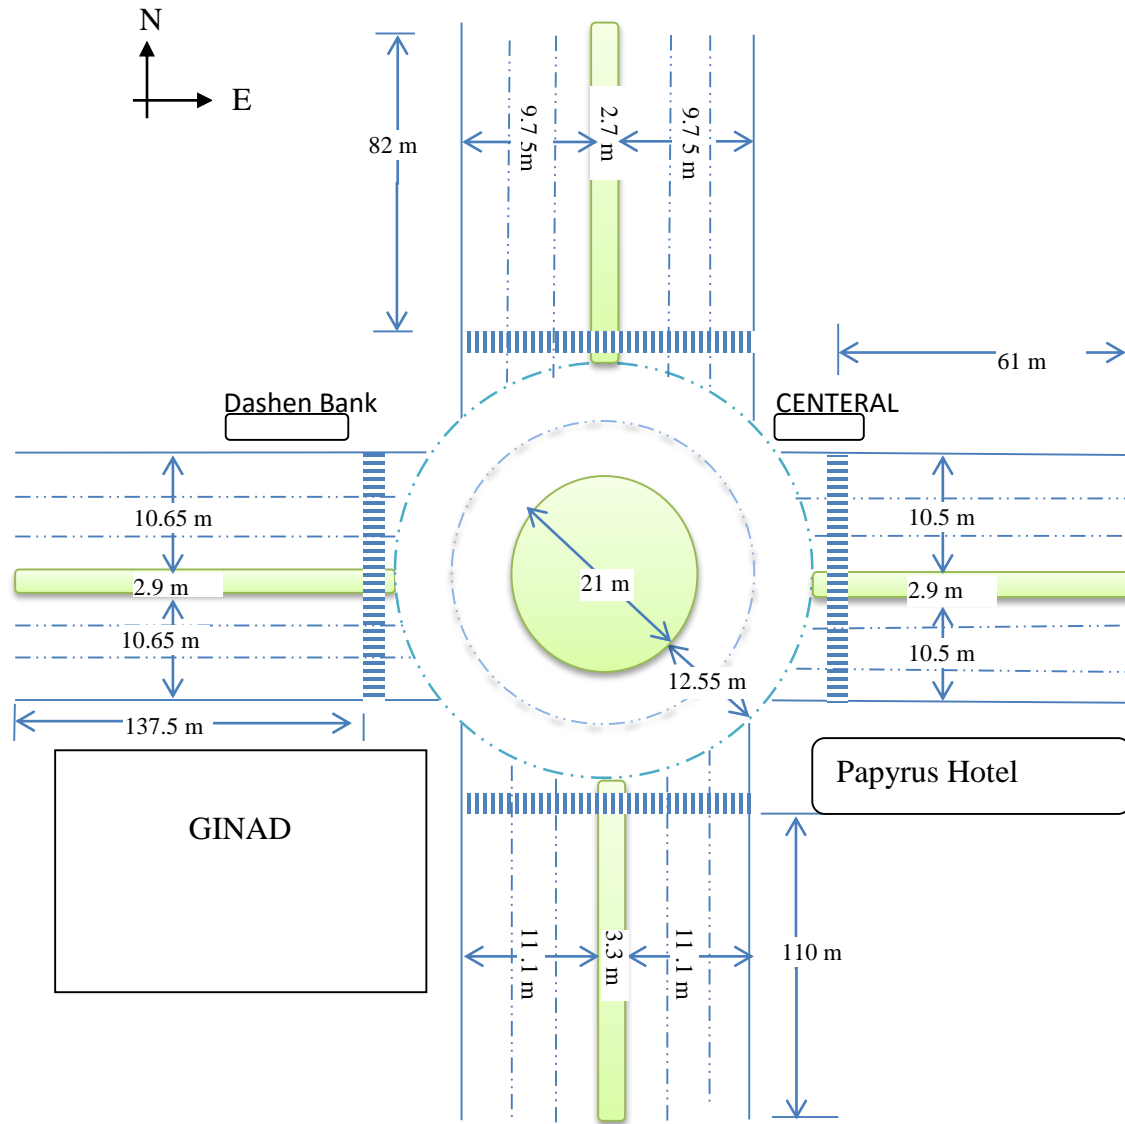 N
E
82 m
9.7 5m
2.7 m
9.7 5 m
61 m
Dashen Bank
CENTERAL
10.65 m
10.5 m
2.9 m
21 m
2.9 m
10.65 m
10.5 m
12.55 m
137.5 m
Papyrus Hotel
GINAD
11 .1 m
3.3 m
11 .1 m
110 m